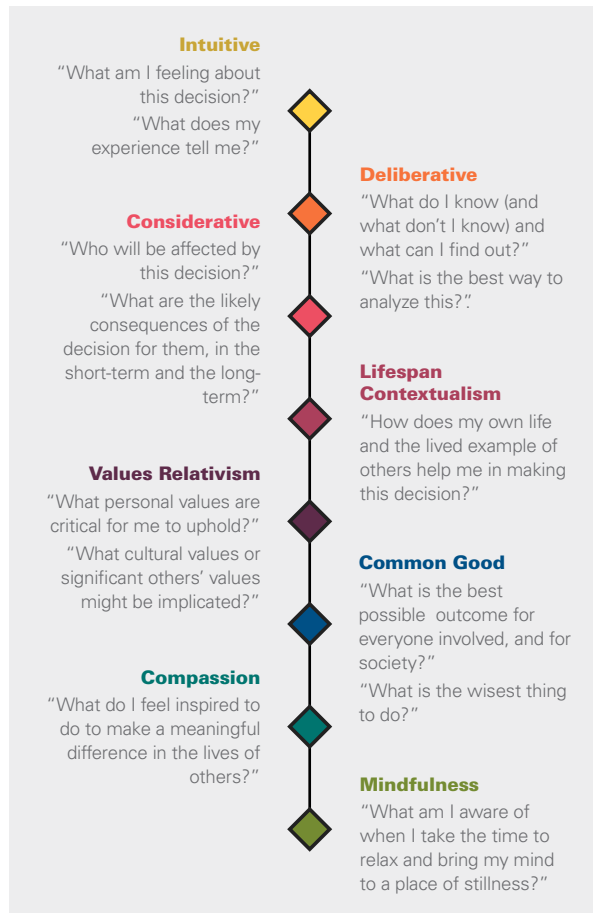 Intuitive
“What am I feeling about
this decision?”
“What does my
experience tell me?”
Deliberative
“What do I know (and
what don’t I know) and
what can I find out?”
“What is the best way to
analyze this?”.
Considerative
“Who will be affected by
this decision?”
“What are the likely
consequences of the
decision for them, in the
short-term and the long-
term?”
Lifespan
Contextualism
“How does my own life
and the lived example of
others help me in making
this decision?”
Values Relativism
“What personal values are
critical for me to uphold?”
“What cultural values or
significant others’ values
might be implicated?”
Common Good
“What is the best
possible outcome for
everyone involved, and for
society?”
“What is the wisest thing
to do?”
Compassion
“What do I feel inspired to
do to make a meaningful
difference in the lives of
others?”
Mindfulness
“What am I aware of
when I take the time to
relax and bring my mind
to a place of stillness?”